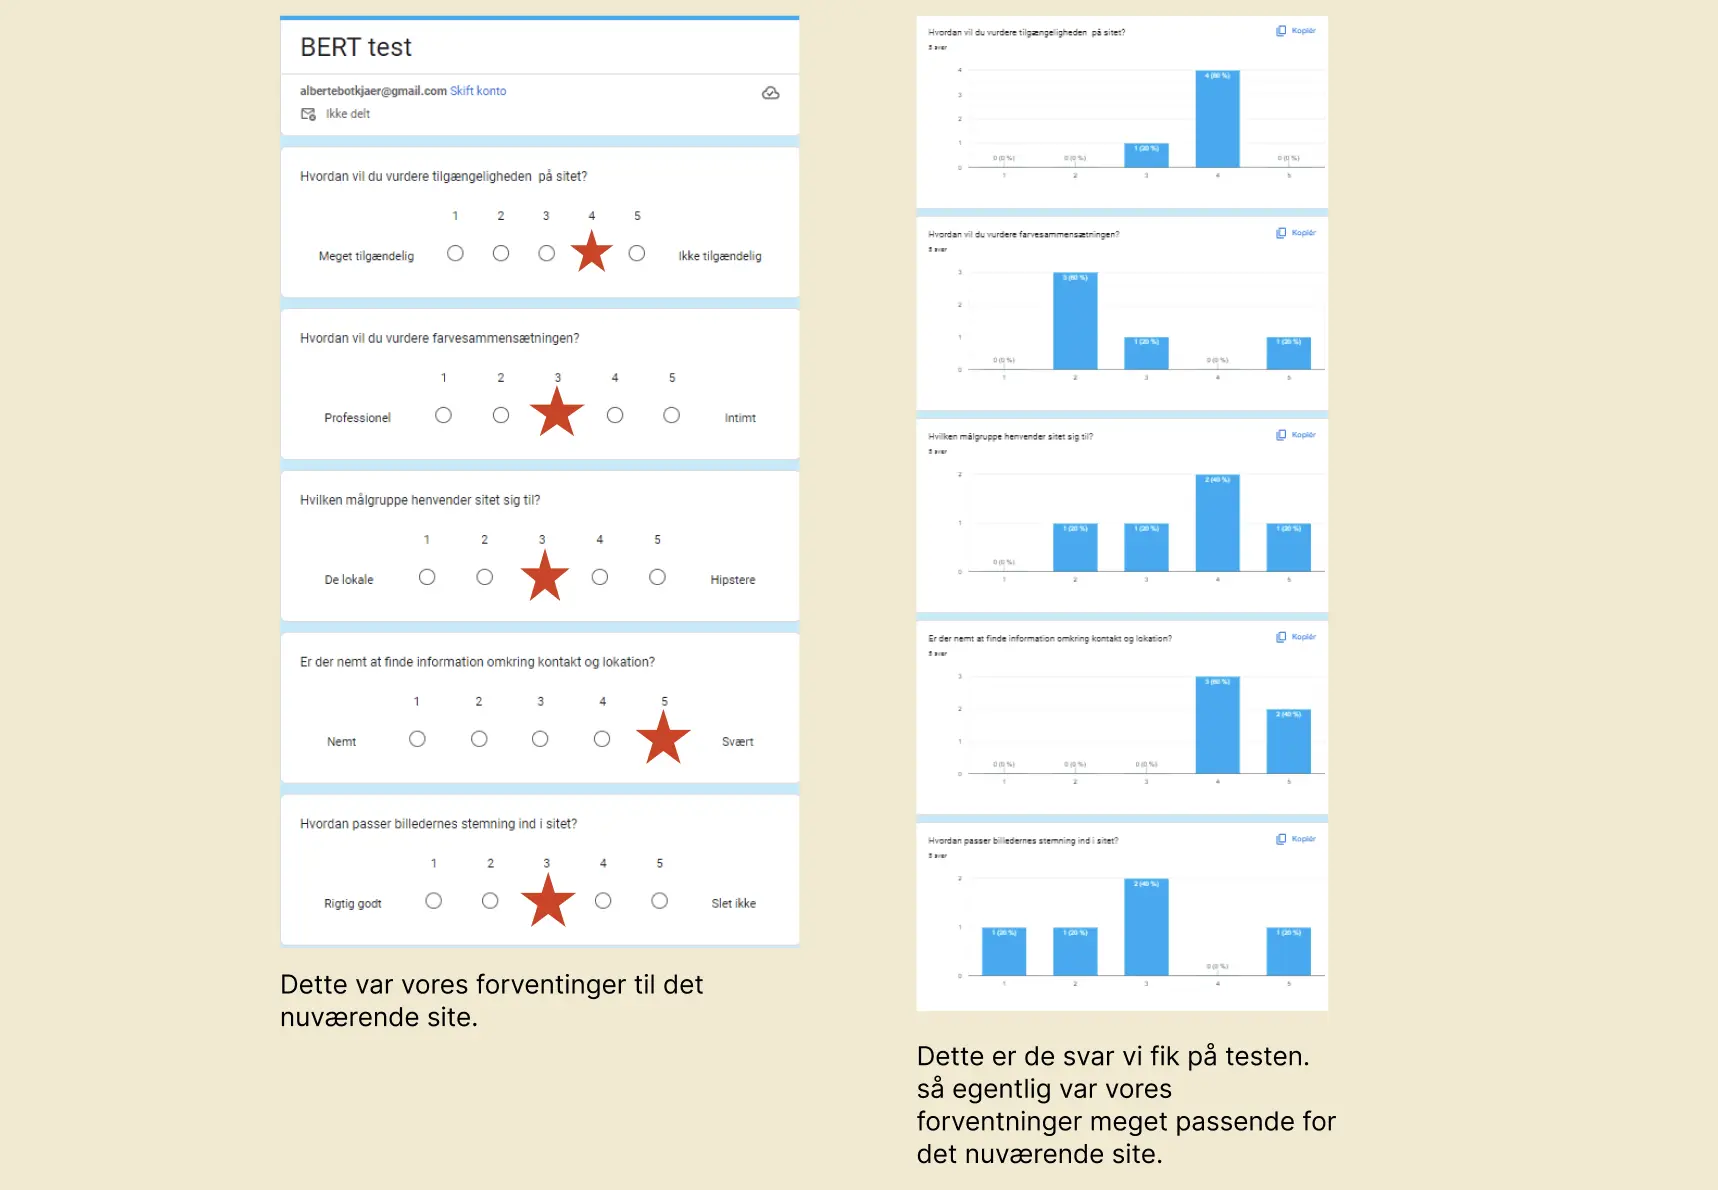 BERT test
albertebotkjaer@gmail.com Skift konto
Ikke delt
Hvordan vil du vurdere tilgængeligheden  på sitet?
1 2 3 4 5
Meget tilgændelig Ikke tilgændelig
Hvordan vil du vurdere farvesammensætningen?
1 2 3 4 5
Professionel Intimt
Hvilken målgruppe henvender sitet sig til?
1 2 3 4 5
De lokale Hipstere
Er der nemt at finde information omkring kontakt og lokation?
1 2 3 4 5
Nemt Svært
Hvordan passer billedernes stemning ind i sitet?
1 2 3 4 5
Rigtig godt Slet ikke
Dette var vores forventinger til det
nuværende site.
Hvordan vil du vurdere tilgængeligheden  på sitet?
Kopiér
5 svar
4
3
2
1
0
0 (0 %) 0 (0 %) 1 (20 %) 4 (80 %) 0 (0 %)
1 2 3 4 5
Hvordan vil du vurdere farvesammensætningen?
Kopiér
5 svar
3
2
1
0
0 (0 %) 3 (60 %) 1 (20 %) 0 (0 %) 1 (20 %)
1 2 3 4 5
Hvilken målgruppe henvender sitet sig til?
Kopiér
5 svar
2
1
0
0 (0 %) 1 (20 %) 1 (20 %) 2 (40 %) 1 (20 %)
1 2 3 4 5
Er der nemt at finde information omkring kontakt og lokation?
Kopiér
5 svar
3
2
1
0
0 (0 %) 0 (0 %) 0 (0 %) 3 (60 %) 2 (40 %)
1 2 3 4 5
Hvordan passer billedernes stemning ind i sitet?
Kopiér
5 svar
2
1
0
1 (20 %) 1 (20 %) 2 (40 %) 0 (0 %) 1 (20 %)
1 2 3 4 5
Dette er de svar vi fik på testen.
så egentlig var vores
forventninger meget passende for
det nuværende site.